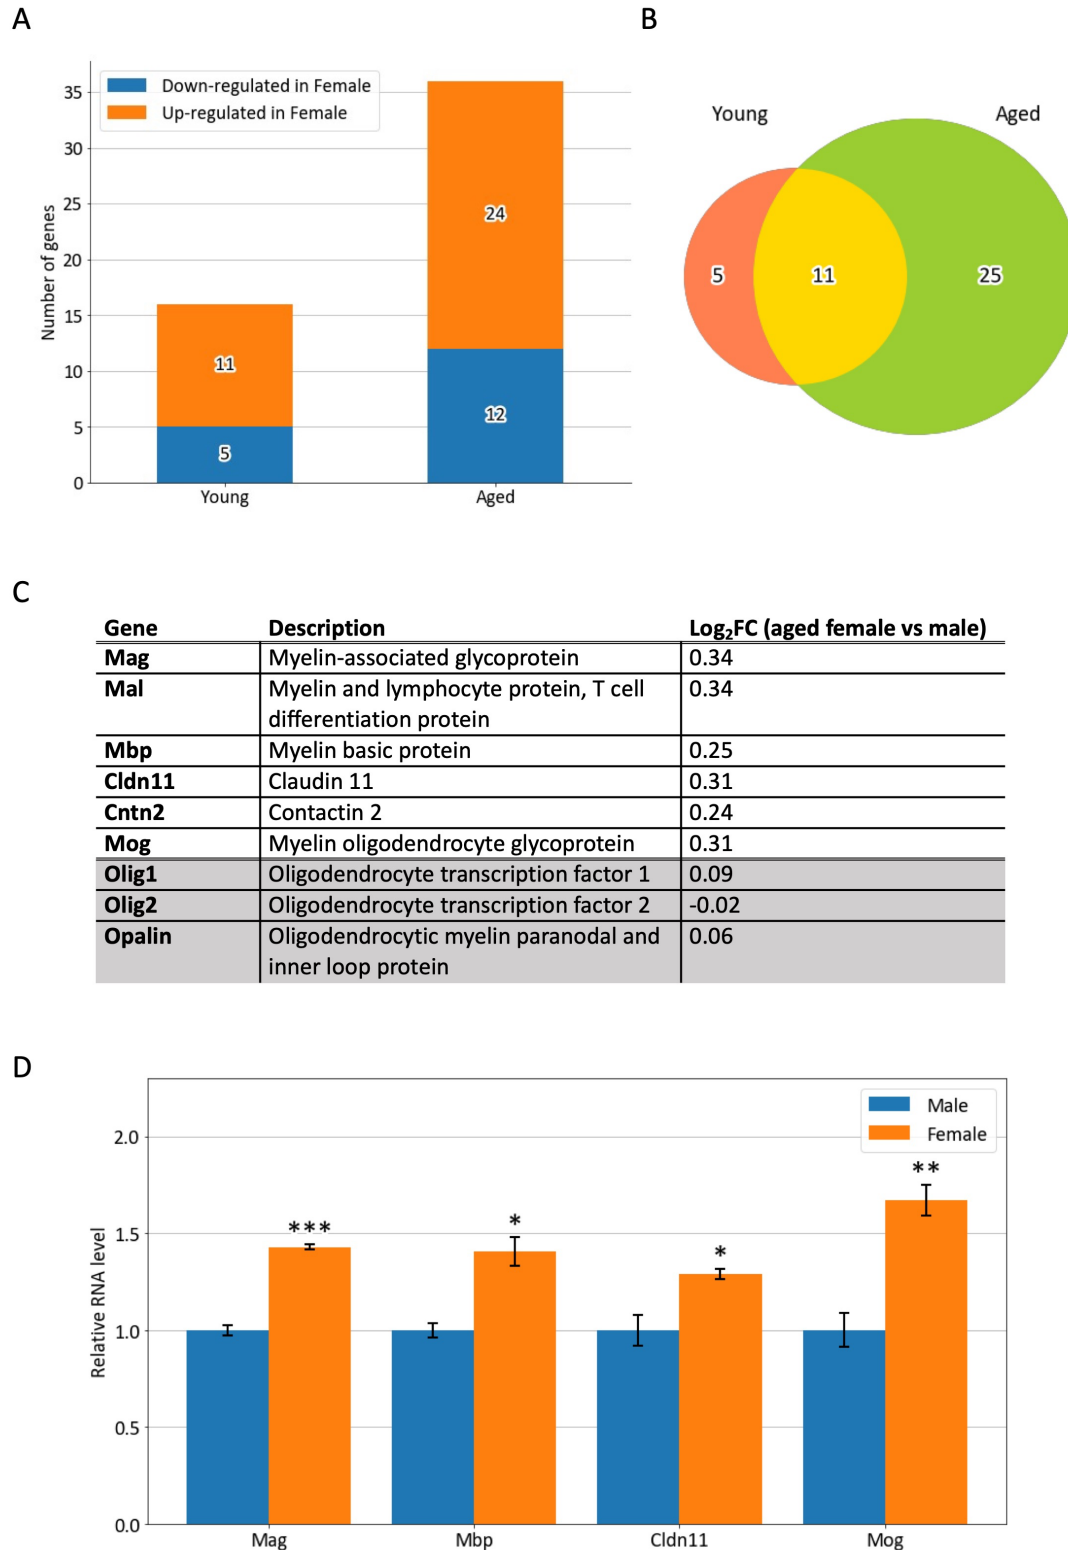 A
Down-regulated in Female
Up-regulated in Female
Number of genes
35
30
25
20
15
10
5
0
11
5
24
12
Young
Aged
B
Young
Aged
5
11
25
C
Gene Description Log₂FC (aged female vs male)
Mag Myelin-associated glycoprotein 0.34
Mal Myelin and lymphocyte protein, T cell 0.34
differentiation protein
Mbp Myelin basic protein 0.25
Cldn11 Claudin 11 0.31
Cntn2 Contactin 2 0.24
Mog Myelin oligodendrocyte glycoprotein 0.31
Olig1 Oligodendrocyte transcription factor 1 0.09
Olig2 Oligodendrocyte transcription factor 2 -0.02
Opalin Oligodendrocytic myelin paranodal and 0.06
inner loop protein
D
Male
Female
Relative RNA level
2.0
1.5
1.0
0.5
0.0
***
*
*
**
Mag
Mbp
Cldn11
Mog